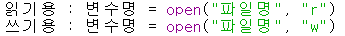 읽기용 : 변수명 = open("파일명", "r")
쓰기용 : 변수명 = open("파일명", "w")